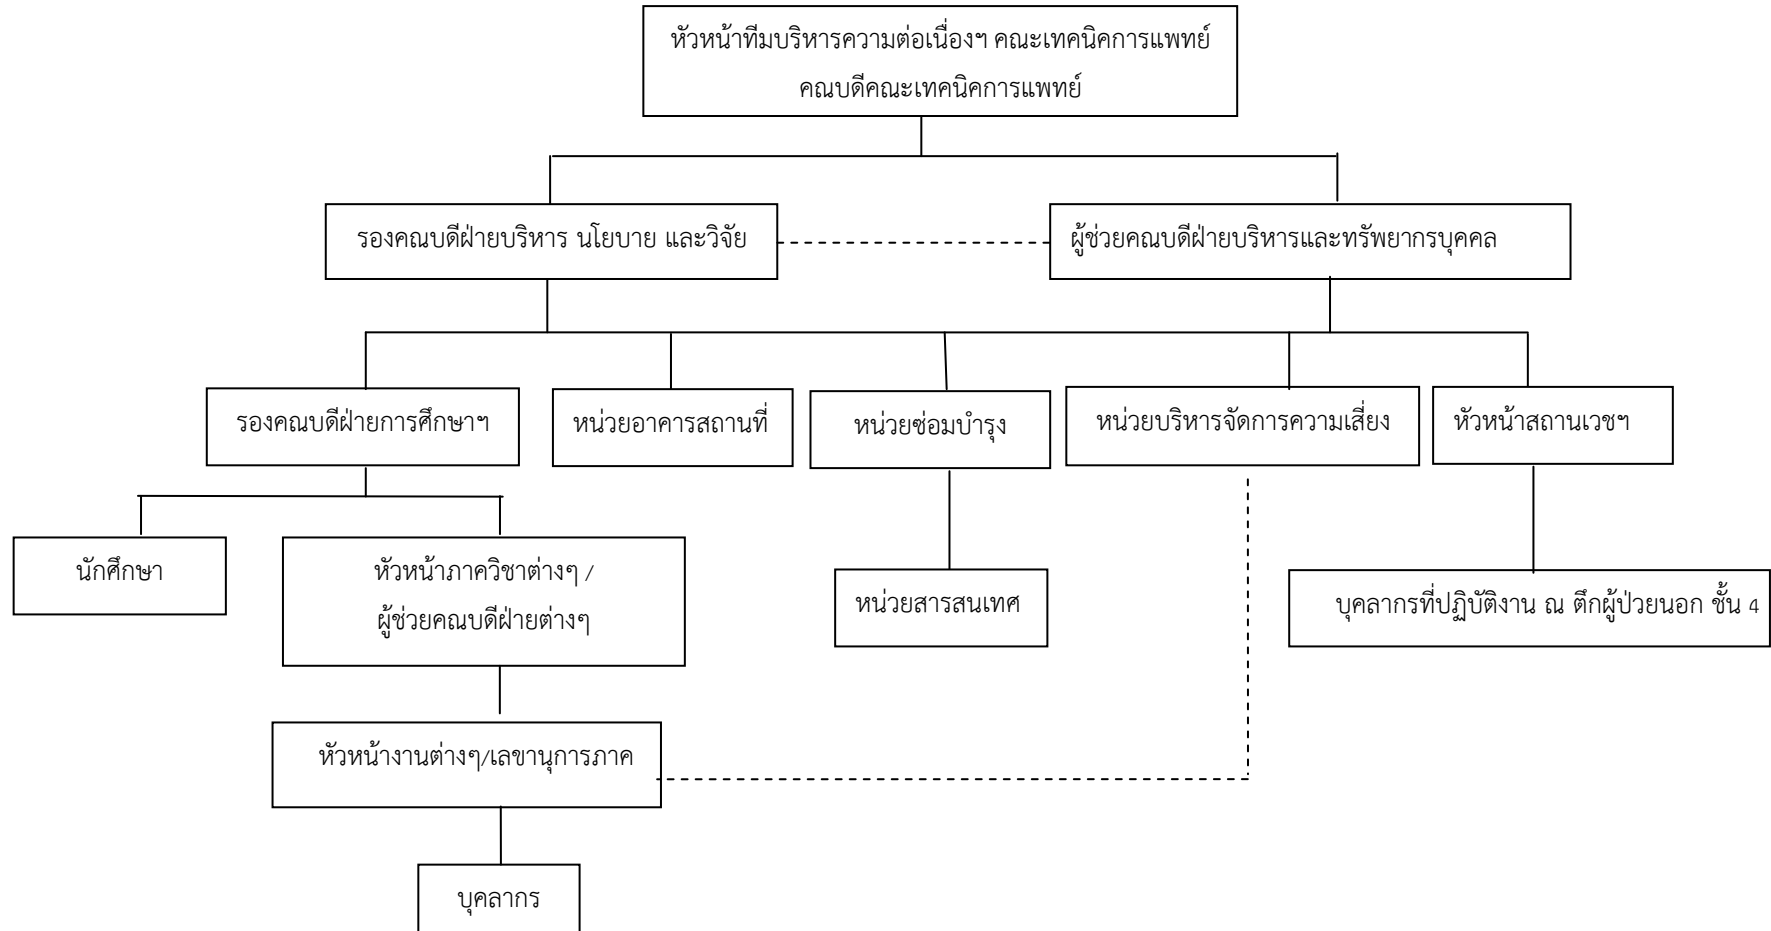 หัวหน้าทีมบริหารความต่อเนื่องฯ คณะเทคนิคการแพทย์
คณบดีคณะเทคนิคการแพทย์
รองคณบดีฝ่ายบริหาร นโยบาย และวิจัย
ผู้ช่วยคณบดีฝ่ายบริหารและทรัพยากรบุคคล
รองคณบดีฝ่ายการศึกษาฯ
หน่วยอาคารสถานที่
หน่วยซ่อมบำรุง
หน่วยบริหารจัดการความเสี่ยง
หัวหน้าสถานเวชฯ
นักศึกษา
หัวหน้าภาควิชาต่างๆ /
ผู้ช่วยคณบดีฝ่ายต่างๆ
หน่วยสารสนเทศ
บุคลากรที่ปฏิบัติงาน ณ ตึกผู้ป่วยนอก ชั้น 4
หัวหน้างานต่างๆ/เลขานุการภาค
บุคลากร